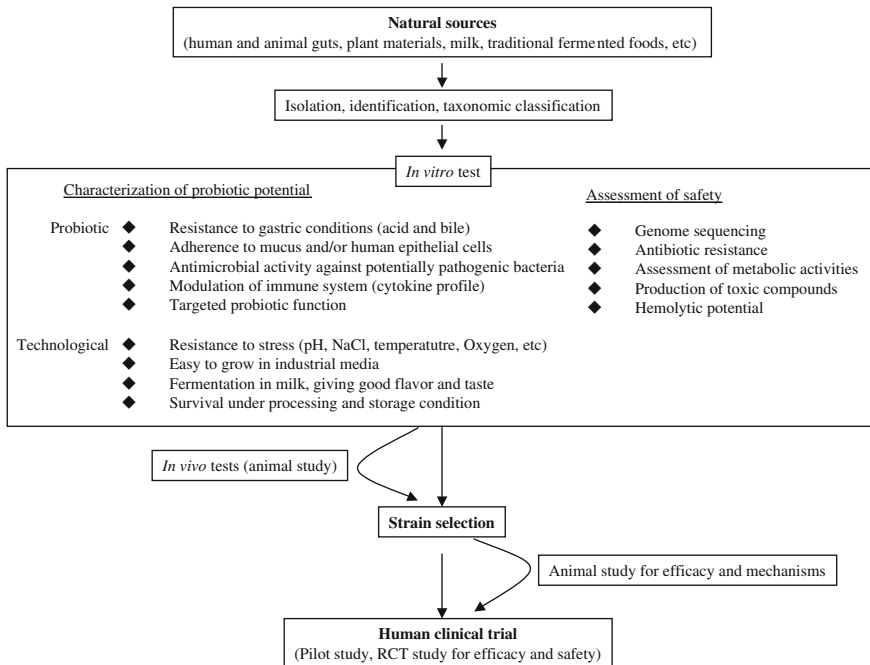 Natural sources
(human and animal guts, plant materials, milk, traditional fermented foods, etc)
Isolation, identification, taxonomic classification
In vitro test
Characterization of probiotic potential
Probiotic
◆ Resistance to gastric conditions (acid and bile)
◆ Adherence to mucus and/or human epithelial cells
◆ Antimicrobial activity against potentially pathogenic bacteria
◆ Modulation of immune system (cytokine profile)
◆ Targeted probiotic function
Technological
◆ Resistance to stress (pH, NaCl, temperatutre, Oxygen, etc)
◆ Easy to grow in industrial media
◆ Fermentation in milk, giving good flavor and taste
◆ Survival under processing and storage condition
Assessment of safety
◆ Genome sequencing
◆ Antibiotic resistance
◆ Assessment of metabolic activities
◆ Production of toxic compounds
◆ Hemolytic potential
In vivo tests (animal study)
Strain selection
Animal study for efficacy and mechanisms
Human clinical trial
(Pilot study, RCT study for efficacy and safety)